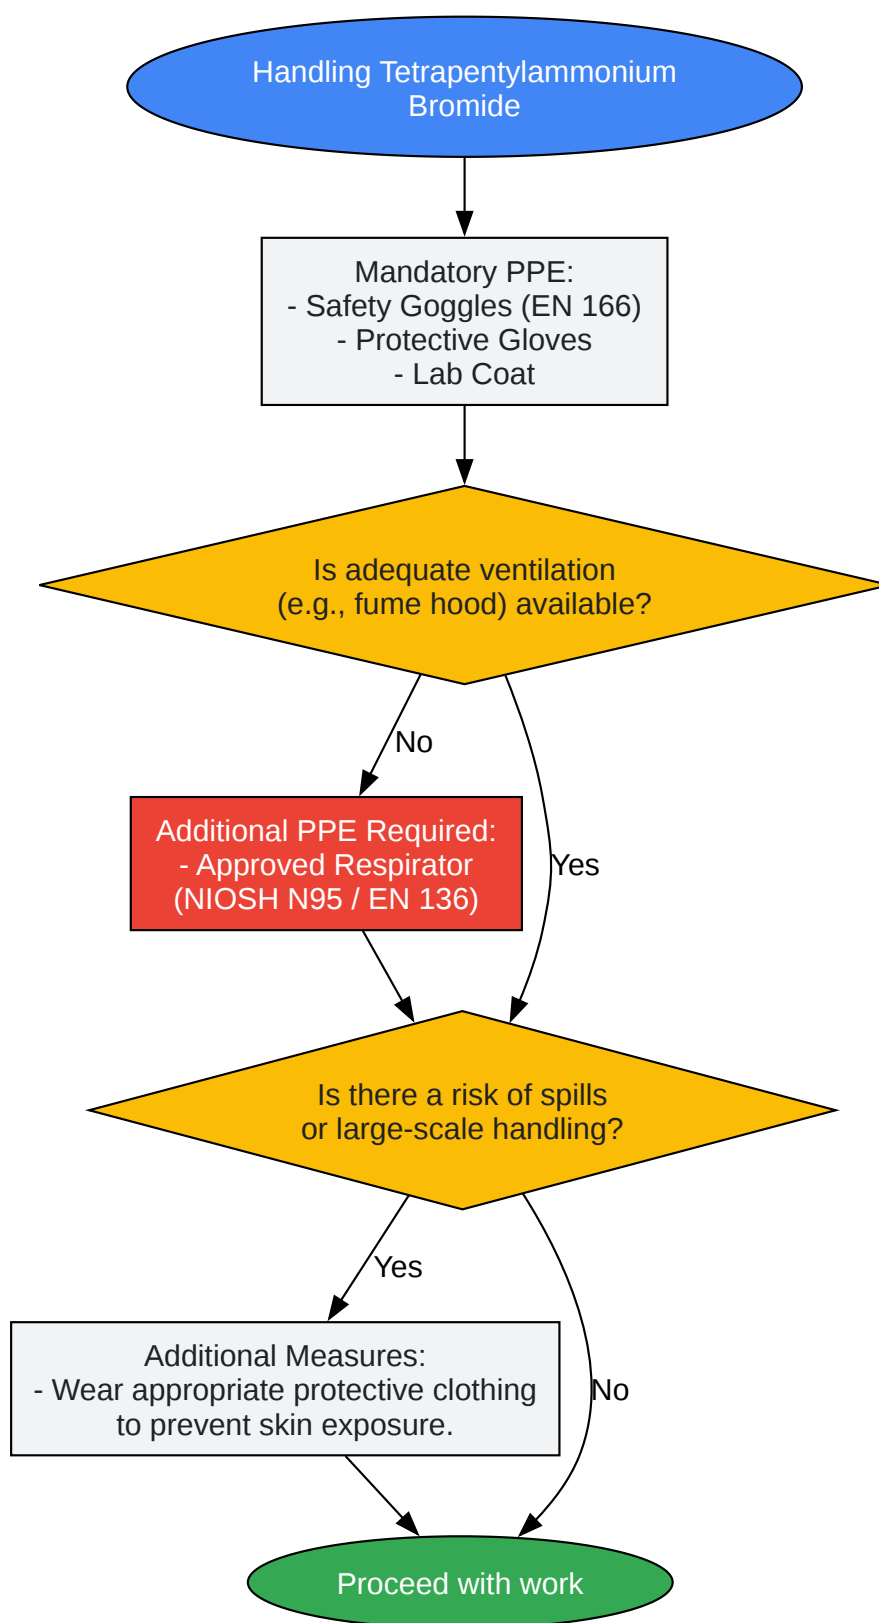 Handling Tetrapentylammonium
Bromide
Mandatory PPE:
- Safety Goggles (EN 166)
- Protective Gloves
- Lab Coat
Is adequate ventilation
(e.g., fume hood) available?
No
Additional PPE Required:
- Approved Respirator
(NIOSH N95 / EN 136)
Yes
Is there a risk of spills
or large-scale handling?
Yes
Additional Measures:
- Wear appropriate protective clothing
to prevent skin exposure.
No
Proceed with work